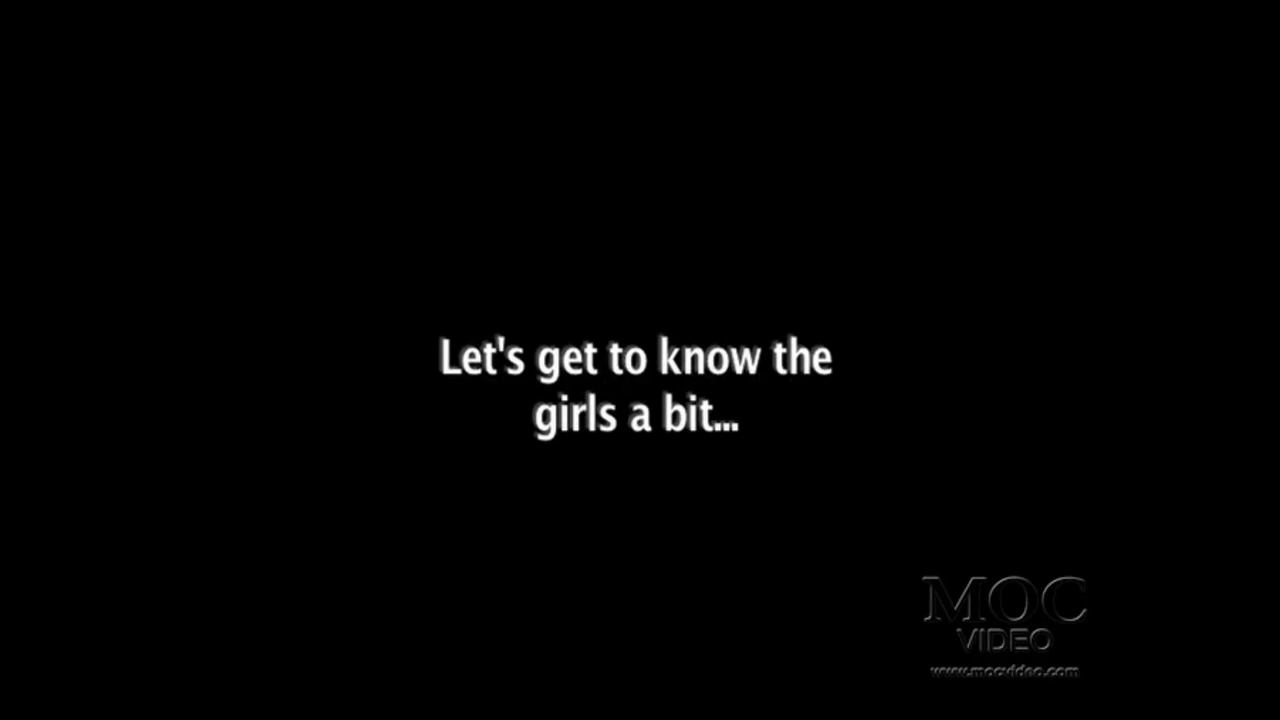 Let's get to know the
girls a bit...
MOC
VIDEO
www.mocvideo.com